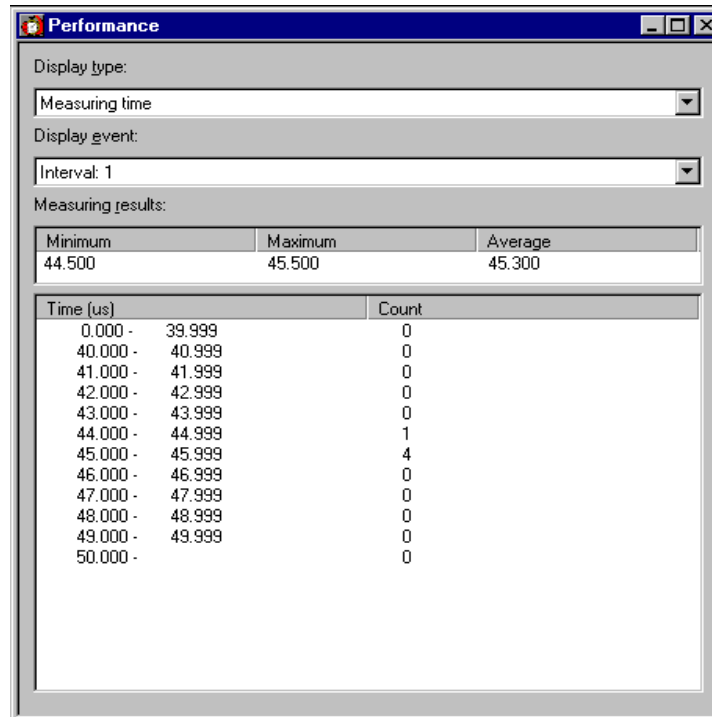 Performance
Display type:
Measuring time
Display event:
Interval: 1
Measuring results:
Minimum Maximum Average
44.500 45.500 45.300
Time (us) Count
0.000 - 39.999 0
40.000 - 40.999 0
41.000 - 41.999 0
42.000 - 42.999 0
43.000 - 43.999 0
44.000 - 44.999 1
45.000 - 45.999 4
46.000 - 46.999 0
47.000 - 47.999 0
48.000 - 48.999 0
49.000 - 49.999 0
50.000 - 0